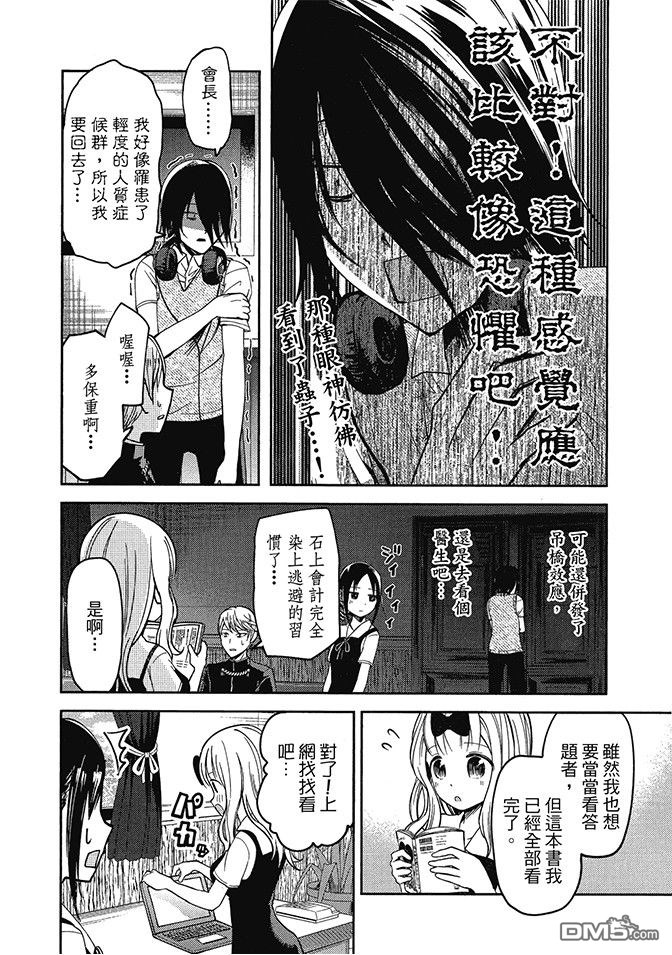 不對！這種感覺應
該比較像恐懼吧…
那種眼神彷彿
看到了蟲子…！
會長……
我好像罹患了
輕度的人質症
候群，所以我
要回去了…
喔喔…
多保重啊…
可能還併發了
吊橋效應，
還是去看個
醫生吧…
ジィィィィ
石上會計完全
染上逃避的習
慣了…
是啊…
雖然我也想
要當當看答
題者，
但這本書我
已經全部看
完了。
對了！上
網找找看
吧…
パカッ
DM5.com